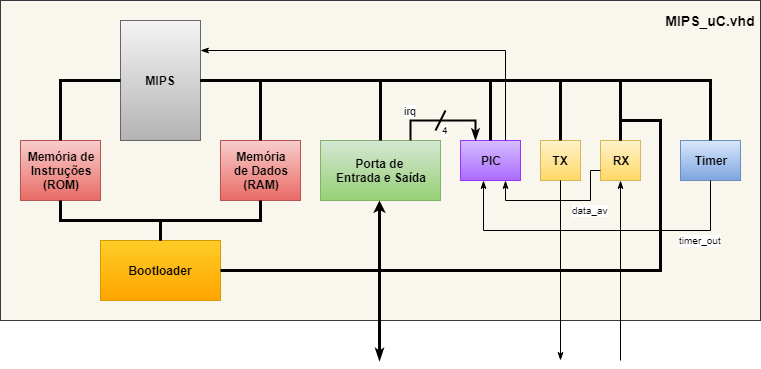 MIPS_uC.vhd
MIPS
irq
4
Memória de
Instruções
(ROM)
Memória
de Dados
(RAM)
Porta de
Entrada e Saída
PIC
TX
RX
Timer
data_av
timer_out
Bootloader